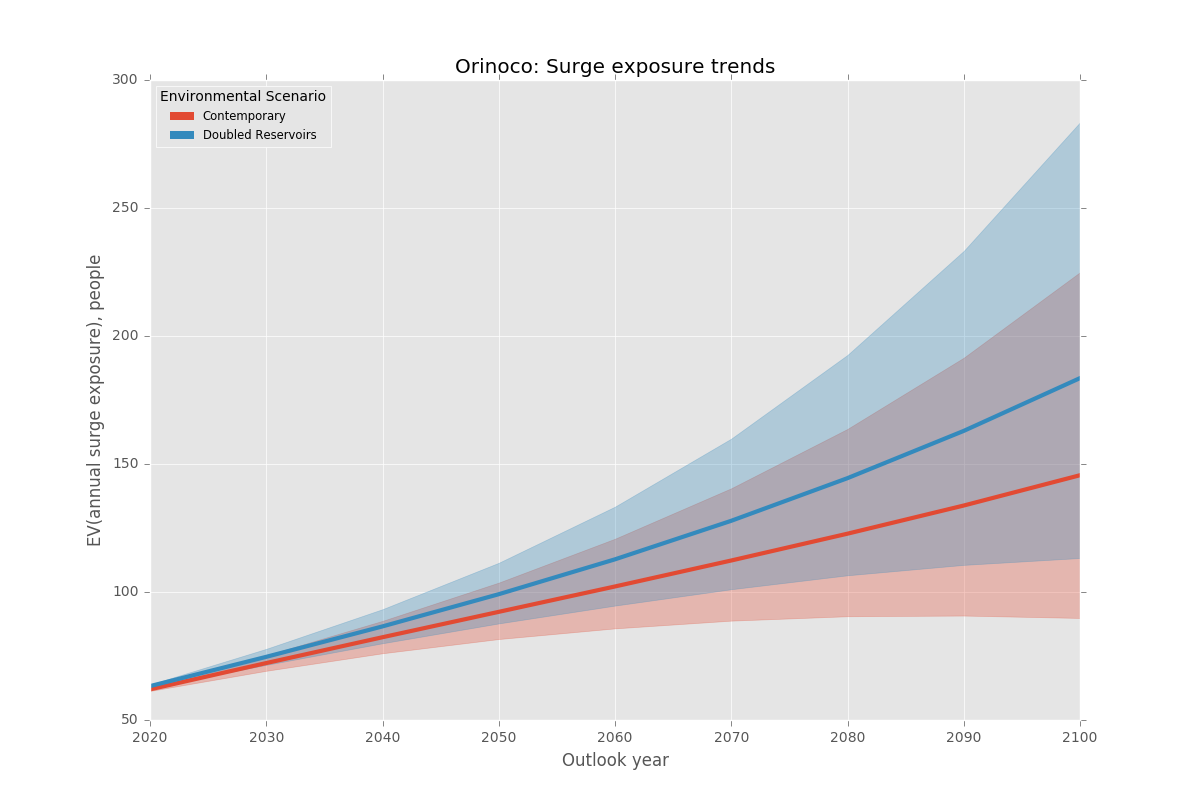 Orinoco: Surge exposure trends
Environmental Scenario
Contemporary
Doubled Reservoirs
EV(annual surge exposure), people
300
250
200
150
100
50
2020 2030 2040 2050 2060 2070 2080 2090 2100
Outlook year